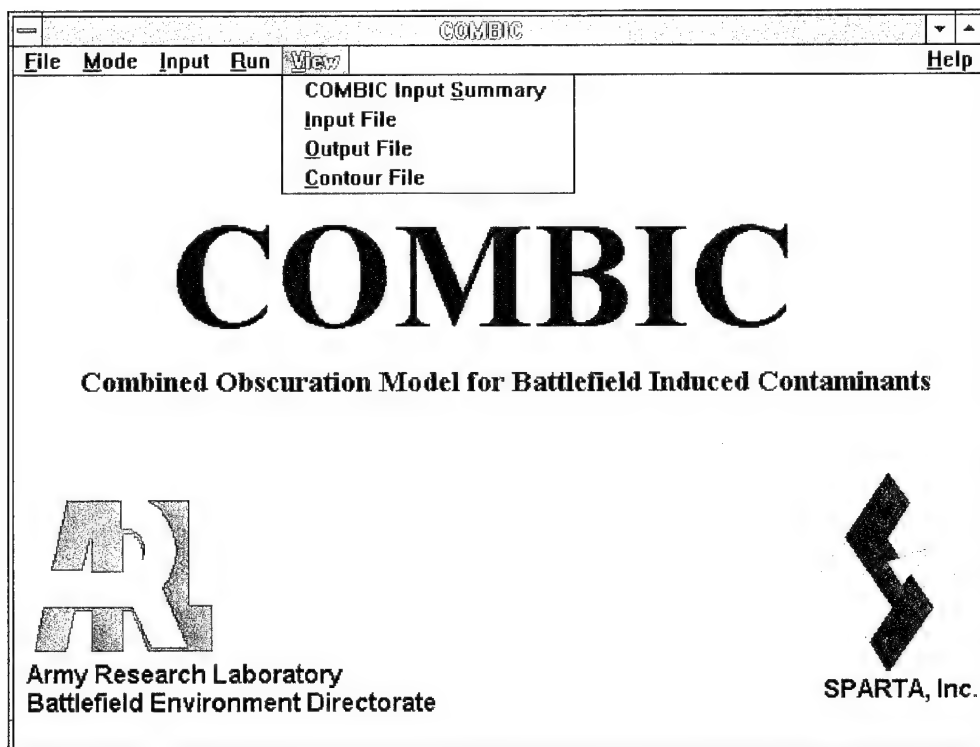 COMBIC
File Mode Input Run View Help
COMBIC Input Summary
Input File
Output File
Contour File
COMBIC
Combined Obscuration Model for Battlefield Induced Contaminants
ARL
Army Research Laboratory
Battlefield Environment Directorate
SPARTA, Inc.